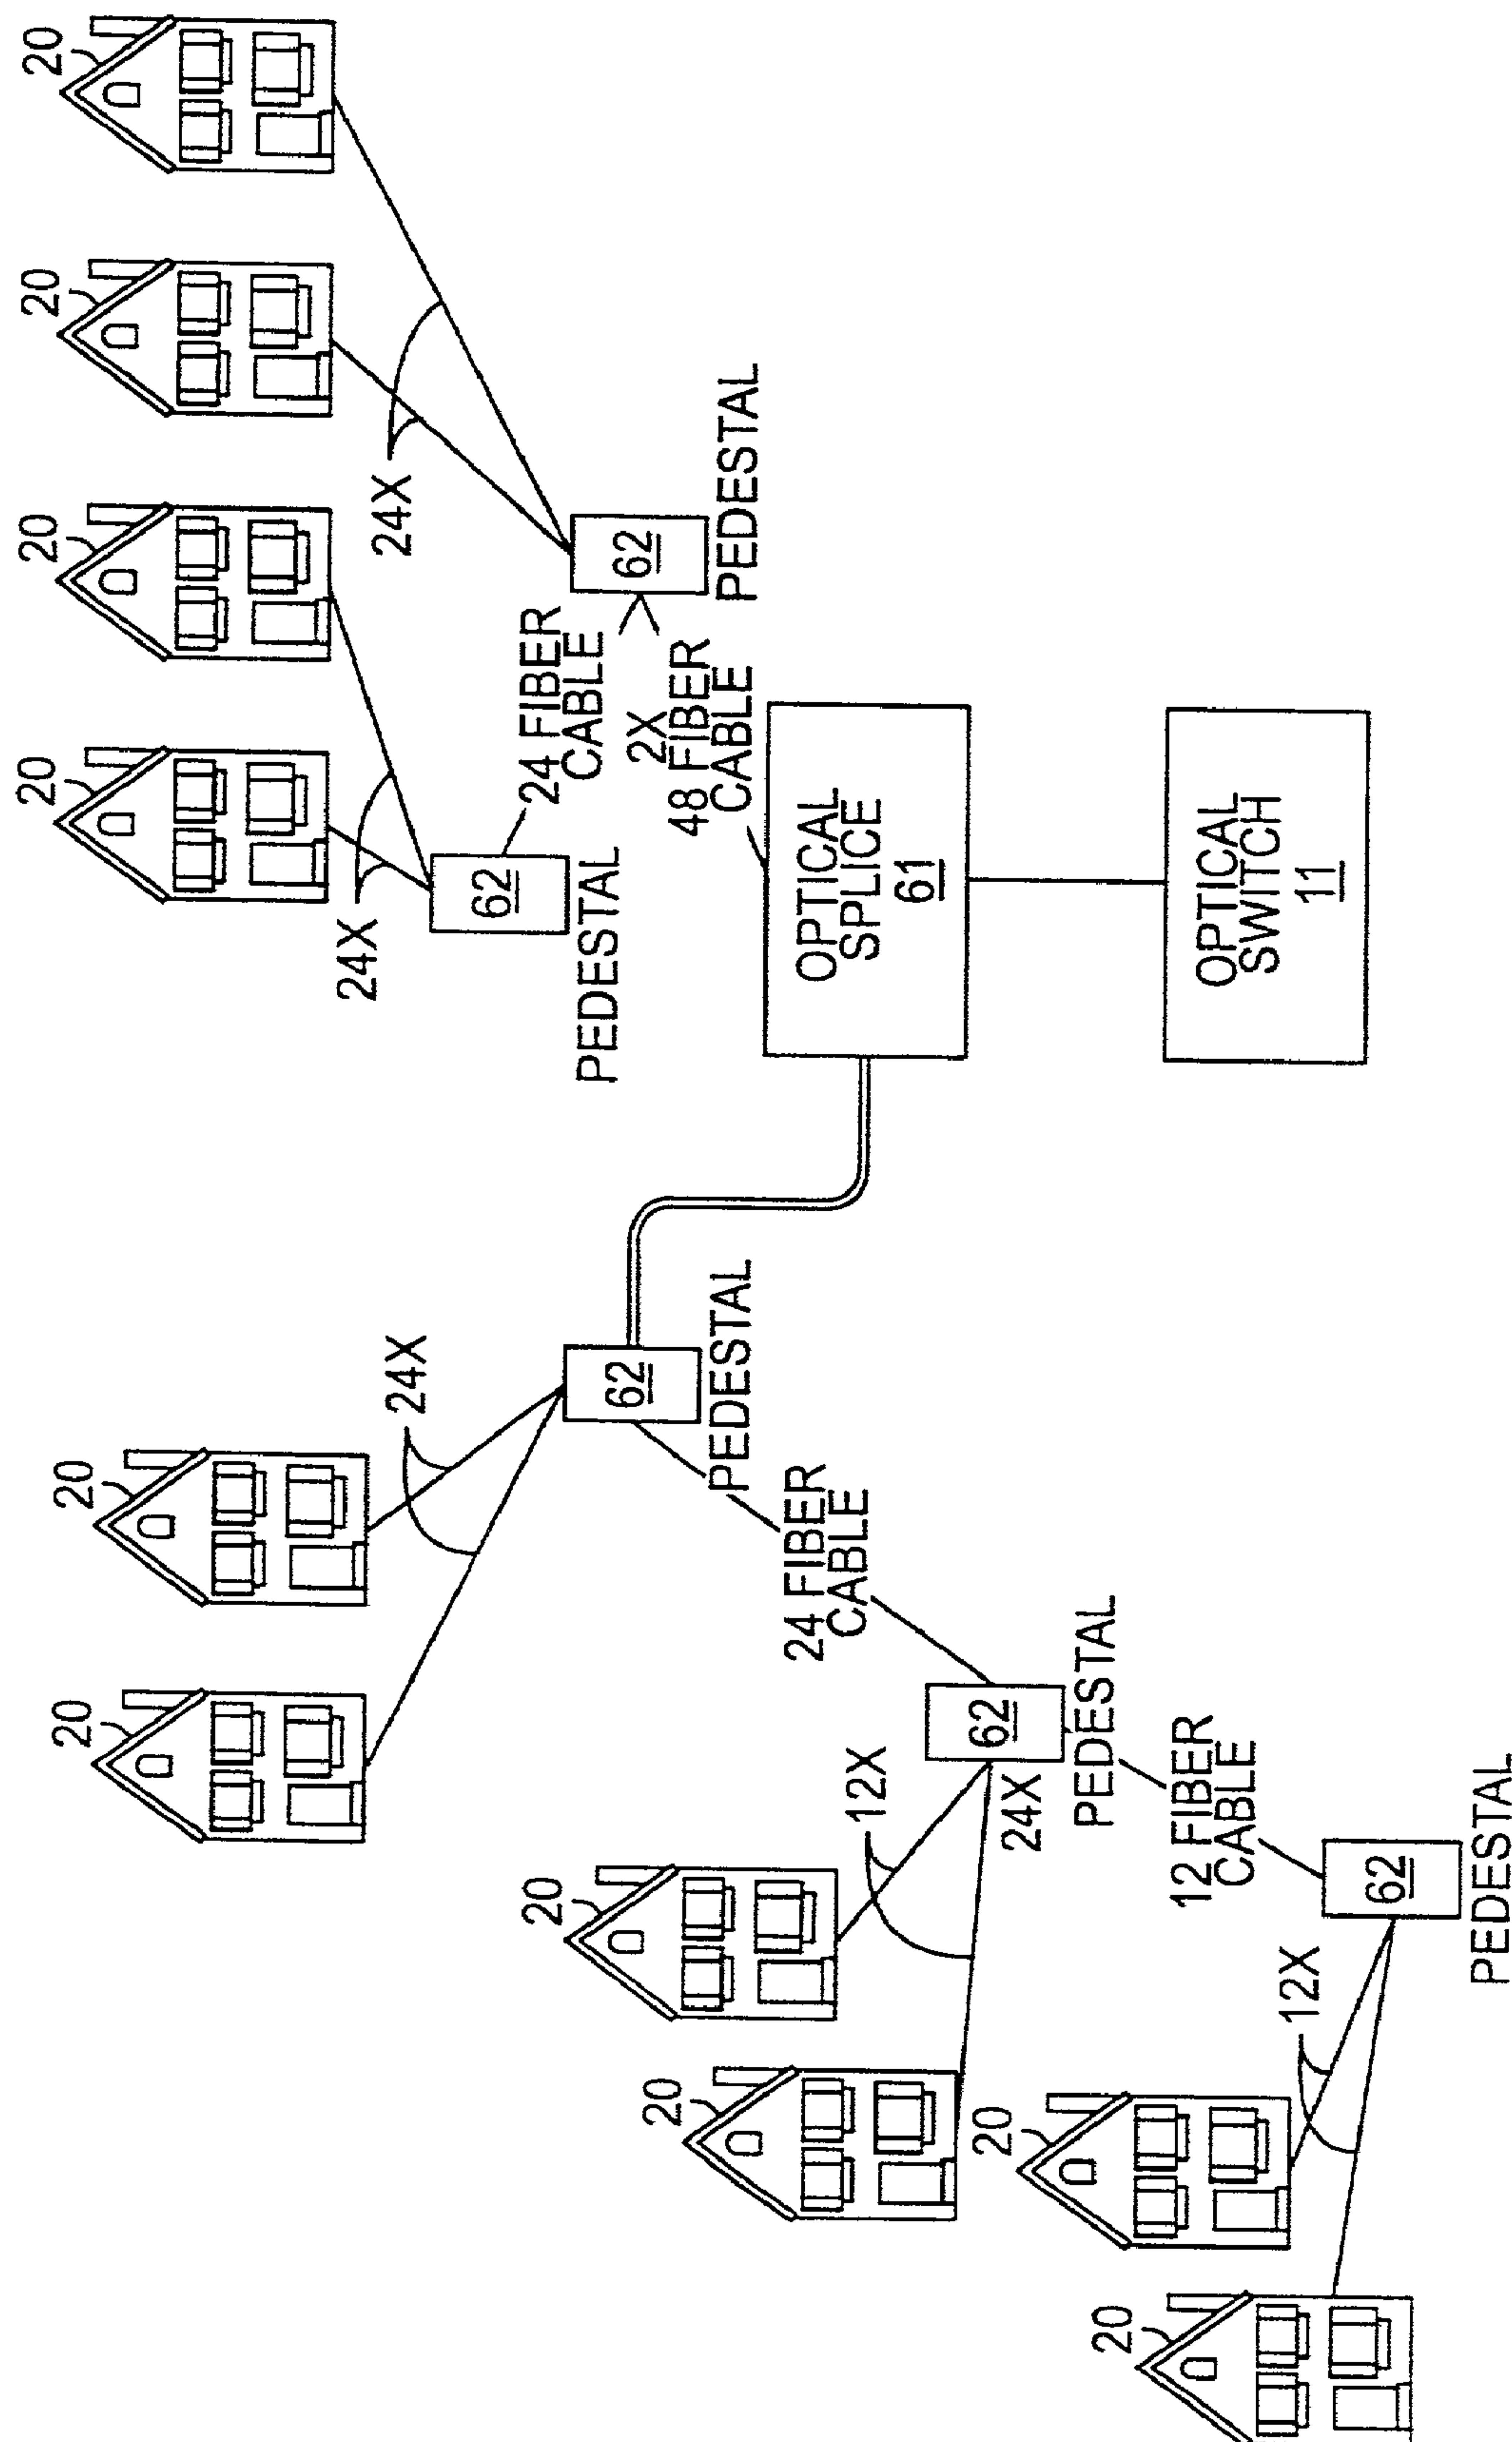 20
20
20
20
24X
24X
62
PEDESTAL
24 FIBER
CABLE
62
PEDESTAL
2X
48 FIBER
CABLE
OPTICAL
SPLICE
61
OPTICAL
SWITCH
11
20
20
24X
62
PEDESTAL
24 FIBER
CABLE
62
24X
PEDESTAL
20
20
12X
12 FIBER
CABLE
62
PEDESTAL
20
20
12X